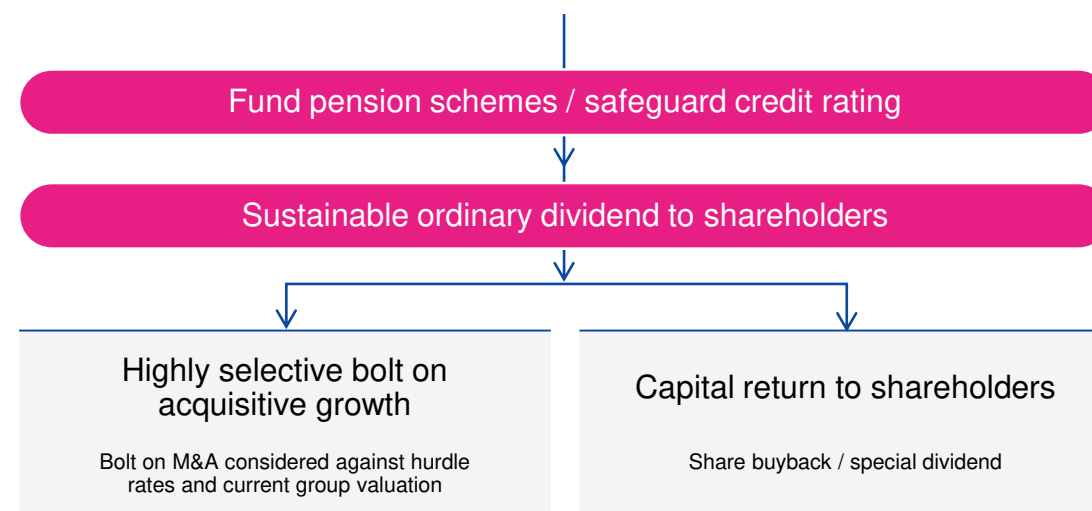 Fund pension schemes / safeguard credit rating
Sustainable ordinary dividend to shareholders
Highly selective bolt on
acquisitive growth
Bolt on M&A considered against hurdle
rates and current group valuation
Capital return to shareholders
Share buyback / special dividend